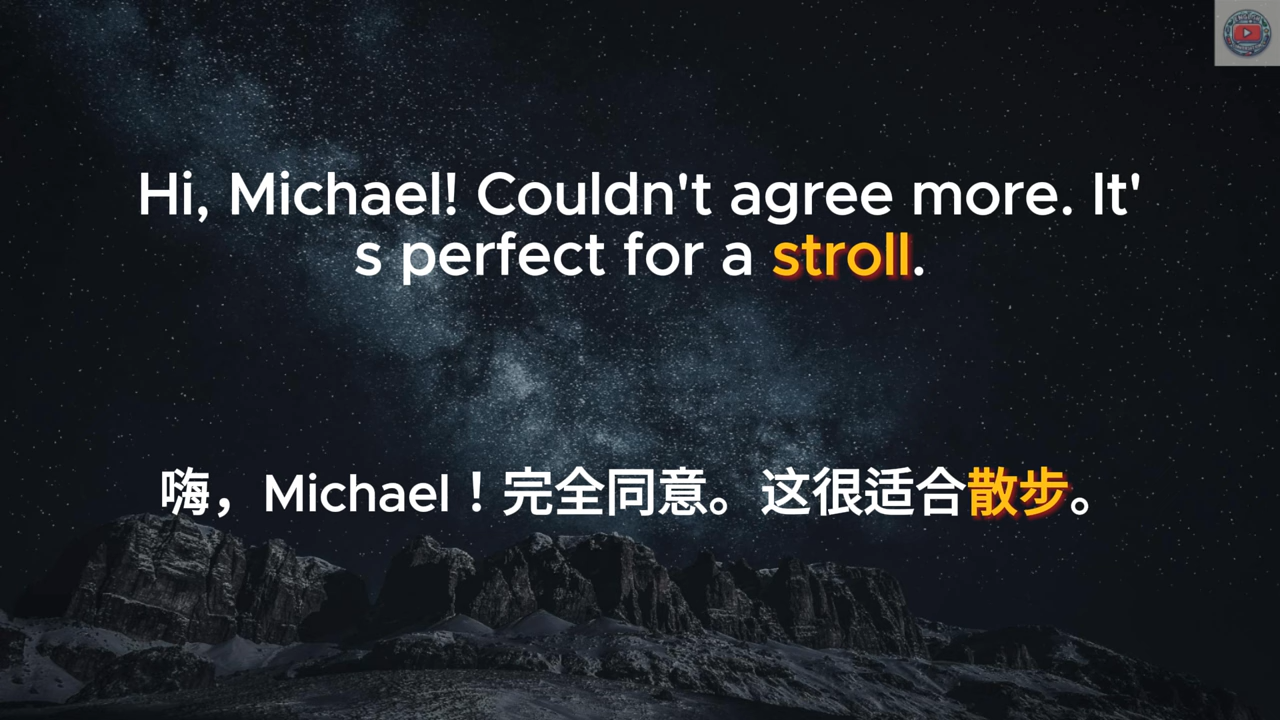 Hi, Michael! Couldn't agree more. It'
s perfect for a stroll.
嗨，Michael！完全同意。这很适合散步。